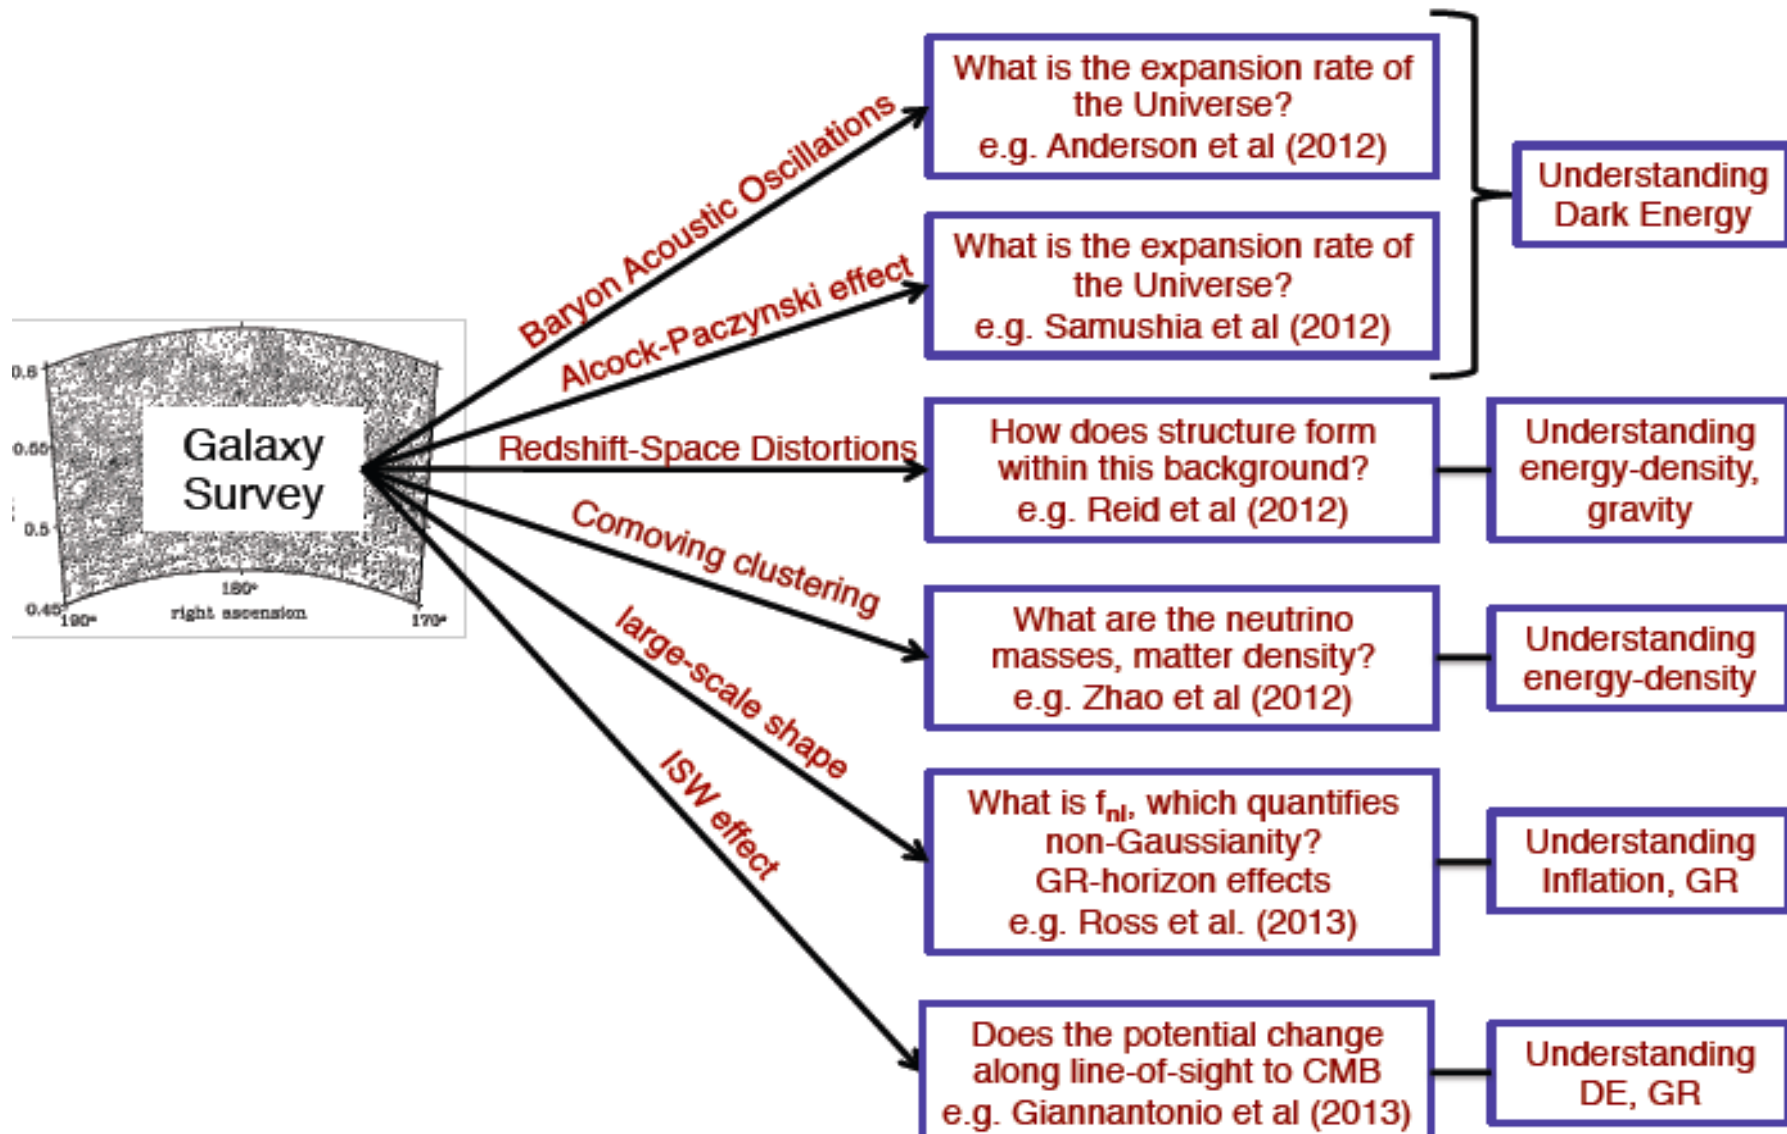 What is the expansion rate of
the Universe?
e.g. Anderson et al (2012)
Understanding
Dark Energy
Baryon Acoustic Oscillations
What is the expansion rate of
the Universe?
e.g. Samushia et al (2012)
Alcock-Paczynski effect
Galaxy
Survey
0.6
0.55
0.5
0.45
190°
180°
170°
right ascension
Redshift-Space Distortions
How does structure form
within this background?
e.g. Reid et al (2012)
Understanding
energy-density,
gravity
Comoving clustering
What are the neutrino
masses, matter density?
e.g. Zhao et al (2012)
Understanding
energy-density
large-scale shape
What is fnl, which quantifies
non-Gaussianity?
GR-horizon effects
e.g. Ross et al. (2013)
Understanding
Inflation, GR
ISW effect
Does the potential change
along line-of-sight to CMB
e.g. Giannantonio et al (2013)
Understanding
DE, GR